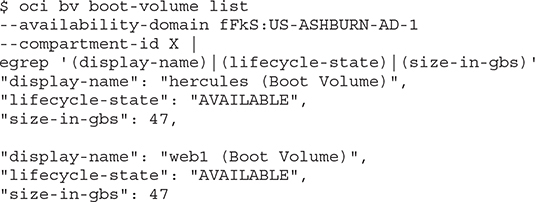 $ oci bv boot-volume list
--availability-domain fFkS:US-ASHBURN-AD-1
--compartment-id X |
egrep '(display-name)|(lifecycle-state)|(size-in-gbs)'
"display-name": "hercules (Boot Volume)",
"lifecycle-state": "AVAILABLE",
"size-in-gbs": 47,
"display-name": "web1 (Boot Volume)",
"lifecycle-state": "AVAILABLE",
"size-in-gbs": 47